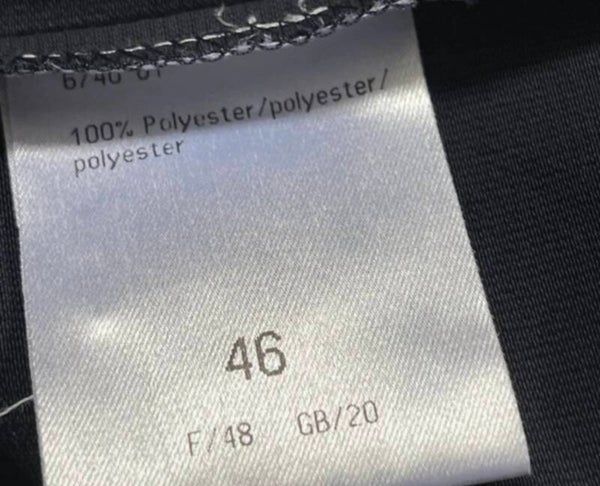 100% Polyester/polyester/
polyester
46
F/48 GB/20